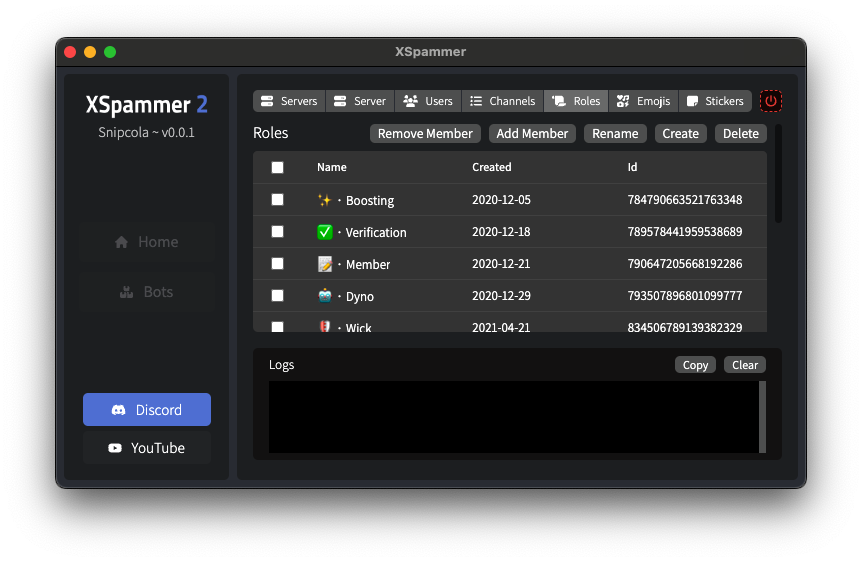 XSpammer
XSpammer 2
Snipcola ~ v0.0.1
Home
Bots
Discord
YouTube
Servers Server Users Channels Roles Emojis Stickers
Roles Remove Member Add Member Rename Create Delete
Name Created Id
✨・Boosting 2020-12-05 784790663521763348
✅・Verification 2020-12-18 789578441959538689
📝・Member 2020-12-21 790647205668192286
🤖・Dyno 2020-12-29 793507896801099777
・Wick 2021-04-21 834506789139382329
Logs Copy Clear